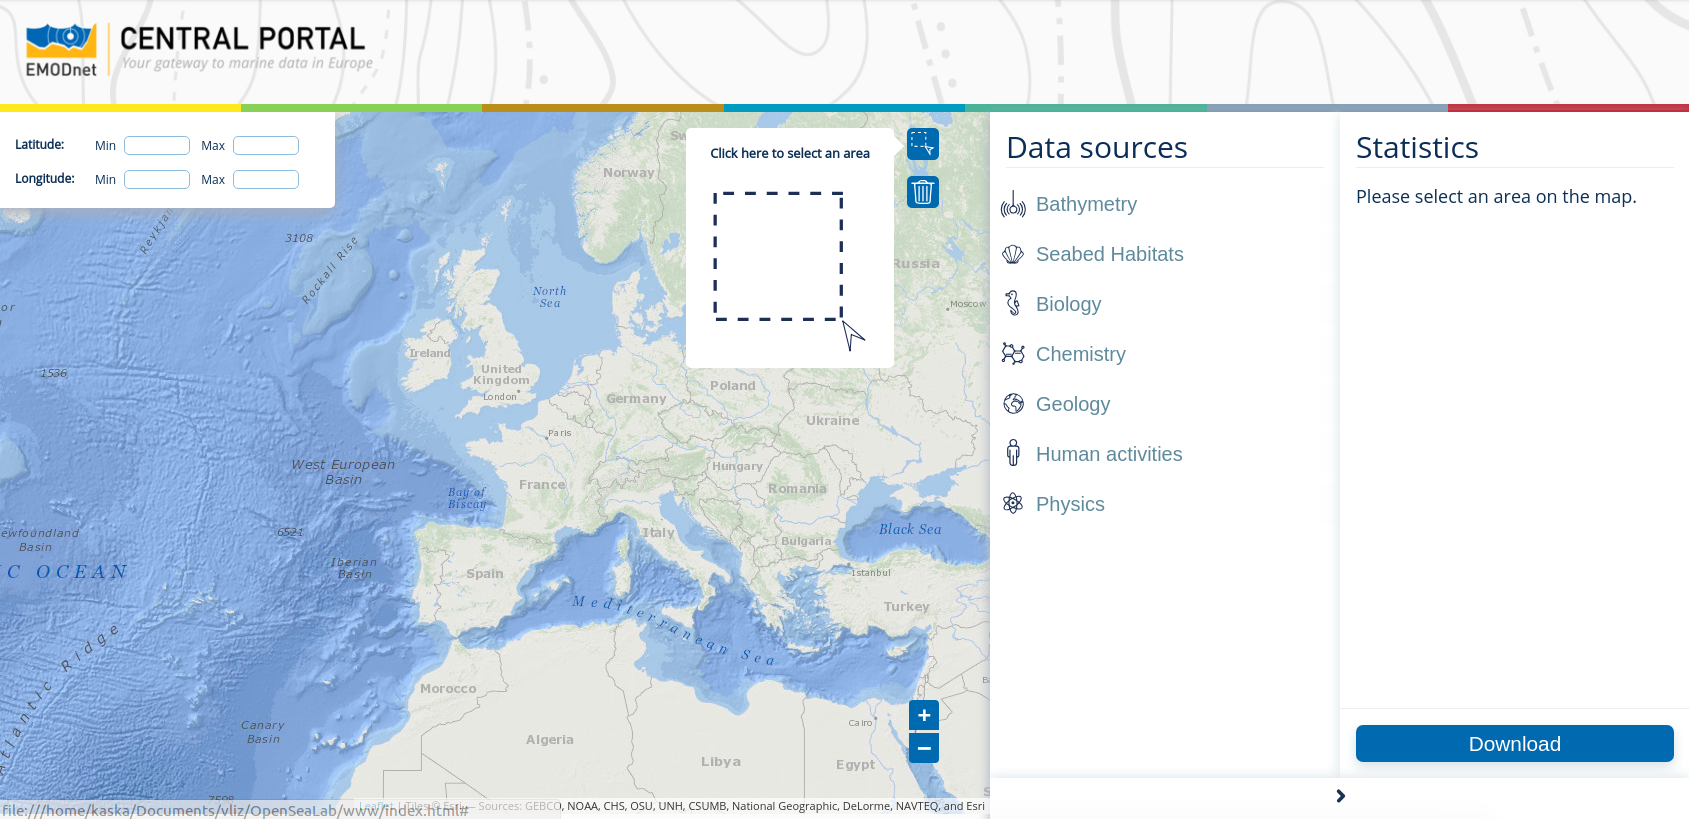 EMODnet
CENTRAL PORTAL
Your gateway to marine data in Europe
Latitude: Min Max
Longitude: Min Max
Click here to select an area
Norway
Russia
Moscow
Reykjan
3108
Rockall Rise
North
Sea
Ireland
United
Kingdom
London
1536
Poland
Germany
Ukraine
Paris
West European
Basin
Hungary
France
Romania
Bay of
Biscay
Black Sea
6521
Italy
Bulgaria
ewfoundland
Basin
Iberian
Basin
Istanbul
C OCEAN
Spain
Mediterranean Sea
Turkey
Atlantic Ridge
Morocco
Canary
Basin
Cairo
Algeria
Libya
Egypt
+
−
Leaflet | Tiles © Esri — Sources: GEBCO, NOAA, CHS, OSU, UNH, CSUMB, National Geographic, DeLorme, NAVTEQ, and Esri
file:///home/kaska/Documents/vliz/OpenSeaLab/www/index.html#
Data sources
Bathymetry
Seabed Habitats
Biology
Chemistry
Geology
Human activities
Physics
Statistics
Please select an area on the map.
Download